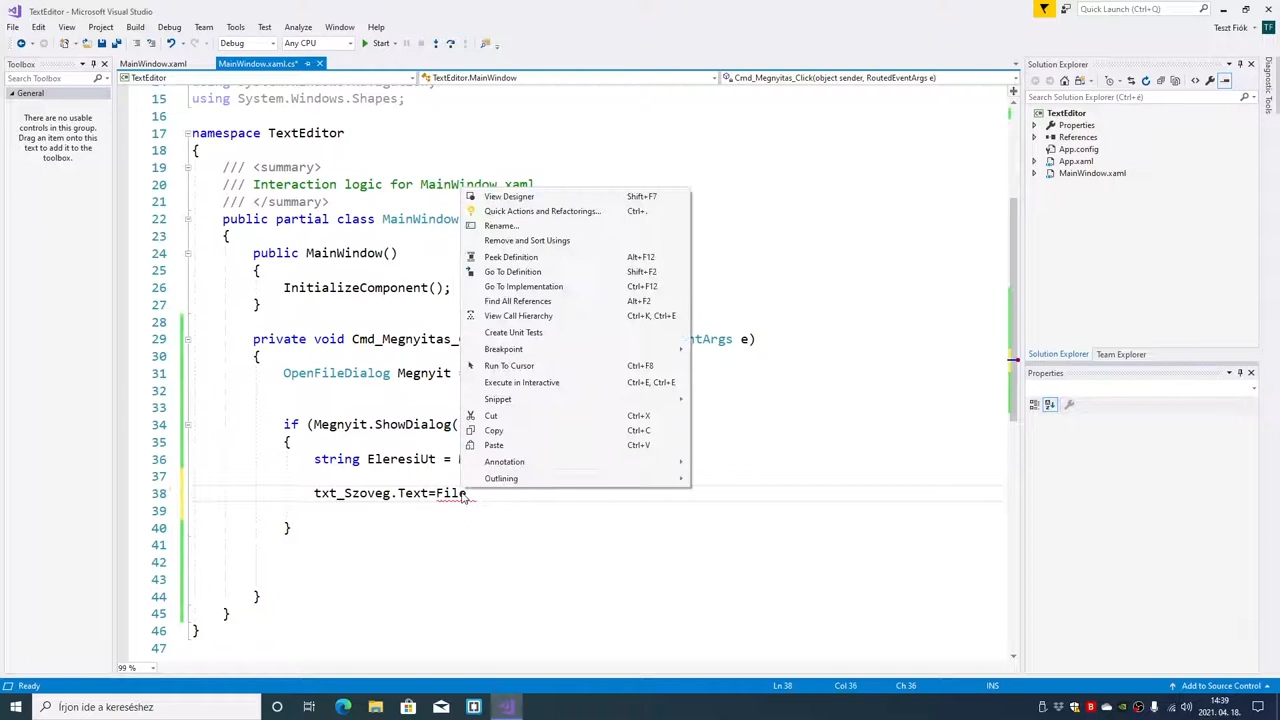 TextEditor - Microsoft Visual Studio
Quick Launch (Ctrl+Q)
File Edit View Project Build Debug Team Tools Test Analyze Window Help
Teszt Fiók TF
Debug Any CPU Start
Toolbox
MainWindow.xaml MainWindow.xaml.cs*
Solution Explorer
Search Toolbox
TextEditor TextEditor.MainWindow Cmd_Megnyitas_Click(object sender, RoutedEventArgs e)
General
There are no usable
controls in this group.
Drag an item onto this
text to add it to the
toolbox.
15 using System.Windows.Shapes;
16
17 namespace TextEditor
18 {
19 /// <summary>
20 /// Interaction logic for MainWindow.xaml
21 /// </summary>
22 public partial class MainWindow
23 {
24 public MainWindow()
25 {
26 InitializeComponent();
27 }
28
29 private void Cmd_Megnyitas_ ntArgs e)
30 {
31 OpenFileDialog Megnyit =
32
33
34 if (Megnyit.ShowDialog(
35 {
36 string EleresiUt =
37
38 txt_Szoveg.Text=File
39
40 }
41
42
43
44 }
45 }
46 }
47
View Designer Shift+F7
Quick Actions and Refactorings... Ctrl+.
Rename...
Remove and Sort Usings
Peek Definition Alt+F12
Go To Definition Shift+F2
Go To Implementation Ctrl+F12
Find All References Alt+F2
View Call Hierarchy Ctrl+K, Ctrl+E
Create Unit Tests
Breakpoint
Run To Cursor Ctrl+F8
Execute in Interactive Ctrl+E, Ctrl+E
Snippet
Cut Ctrl+X
Copy Ctrl+C
Paste Ctrl+V
Annotation
Outlining
Search Solution Explorer (Ctrl+é)
TextEditor
Properties
References
App.config
App.xaml
MainWindow.xaml
Solution Explorer Team Explorer
Properties
Diagnostic Tools
99 %
Ready Ln 38 Col 36 Ch 36 INS Add to Source Control
Írjon ide a kereséshez
14:39
2021. 04. 18.